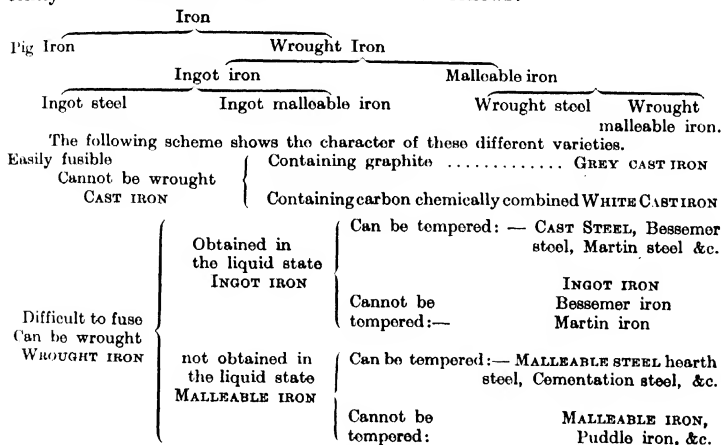 Iron
Pig Iron Wrought Iron
Ingot iron Malleable iron
Ingot steel Ingot malleable iron Wrought steel Wrought
malleable iron.
The following scheme shows the character of these different varieties.
Easily fusible
Cannot be wrought
CAST IRON
Containing graphite ............. GREY CAST IRON
Containing carbon chemically combined WHITE CAST IRON
Difficult to fuse
Can be wrought
WROUGHT IRON
Obtained in
the liquid state
INGOT IRON
Can be tempered: — CAST STEEL, Bessemer
steel, Martin steel &c.
Cannot be
tempered:—
INGOT IRON
Bessemer iron
Martin iron
not obtained in
the liquid state
MALLEABLE IRON
Can be tempered:— MALLEABLE STEEL hearth
steel, Cementation steel, &c.
Cannot be
tempered:
MALLEABLE IRON,
Puddle iron, &c.